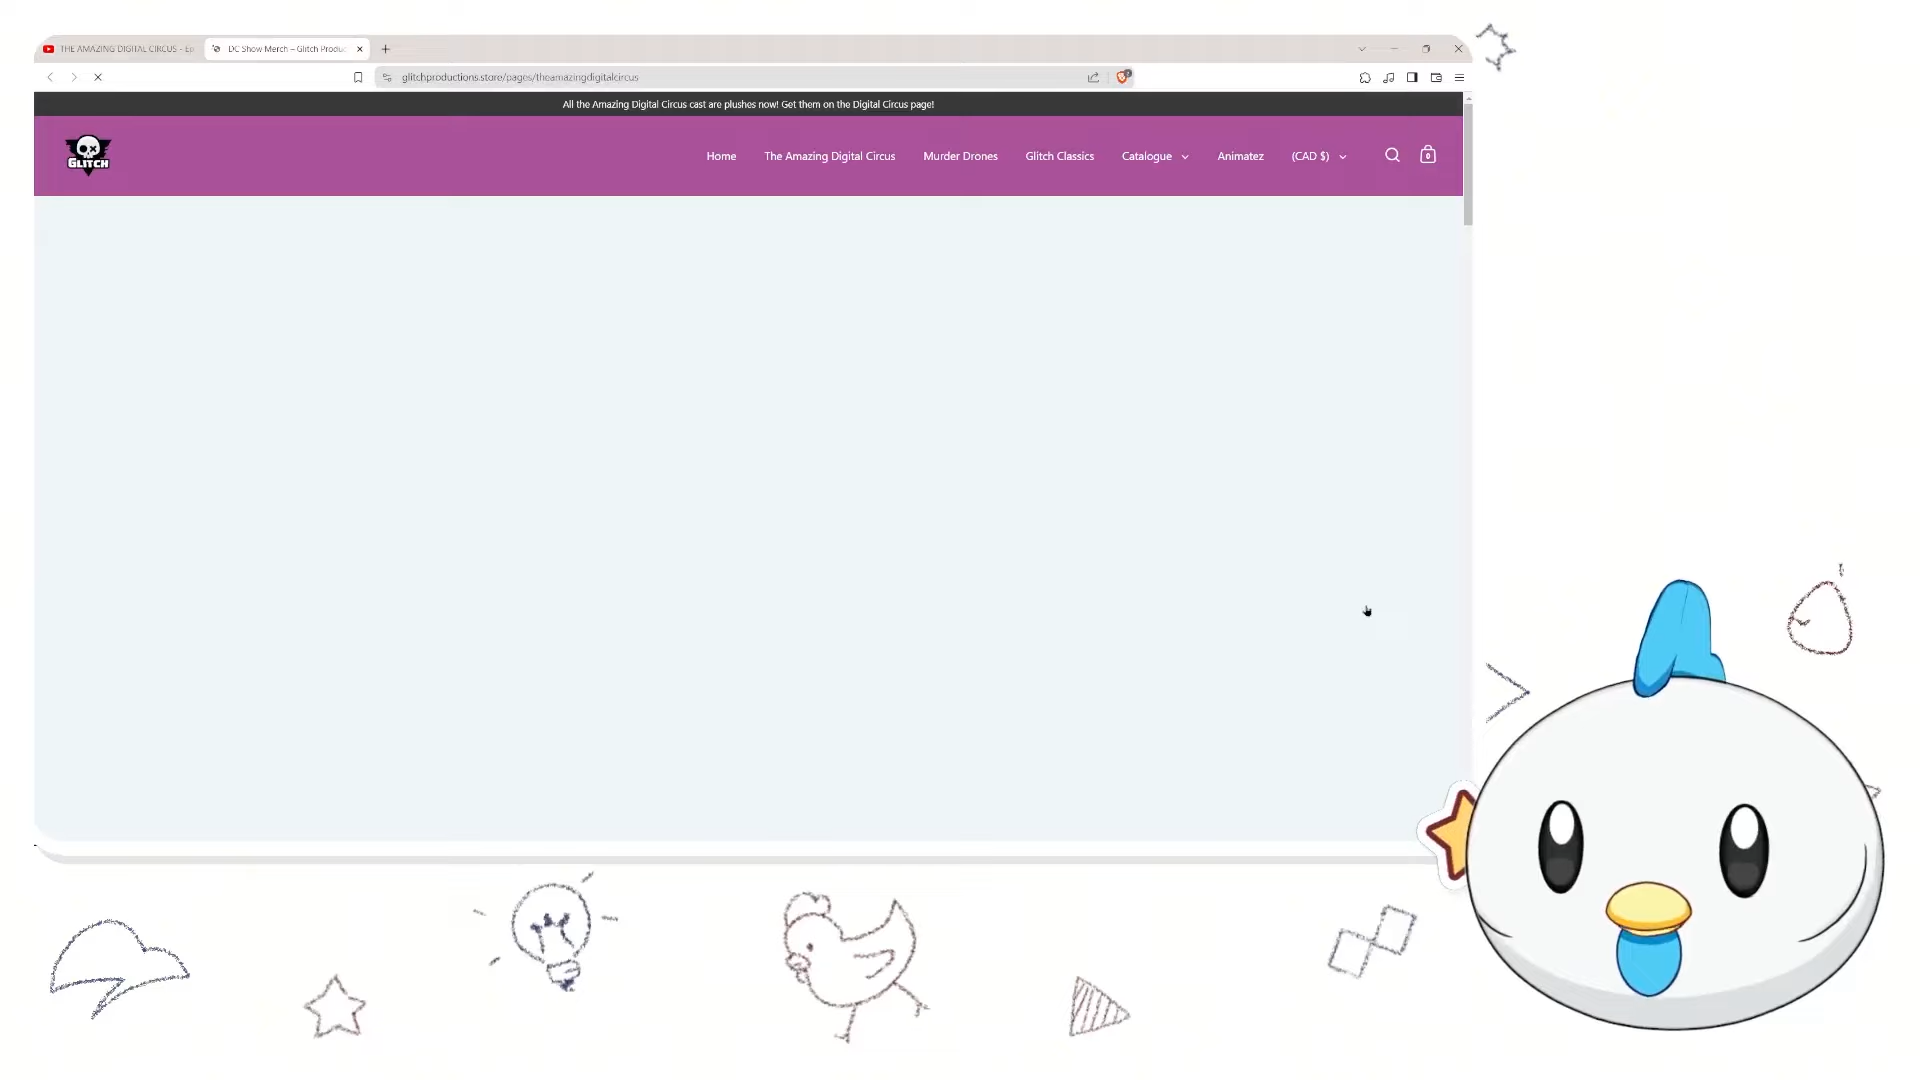 THE AMAZING DIGITAL CIRCUS - Ep
DC Show Merch – Glitch Produc
glitchproductions.store/pages/theamazingdigitalcircus
All the Amazing Digital Circus cast are plushes now! Get them on the Digital Circus page!
GLITCH
Home
The Amazing Digital Circus
Murder Drones
Glitch Classics
Catalogue
Animatez
(CAD $)
0